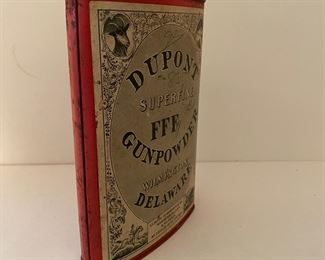 DUPONT
SUPERFINE
FFF
GUNPOWDER
WILMINGTON
DELAWARE